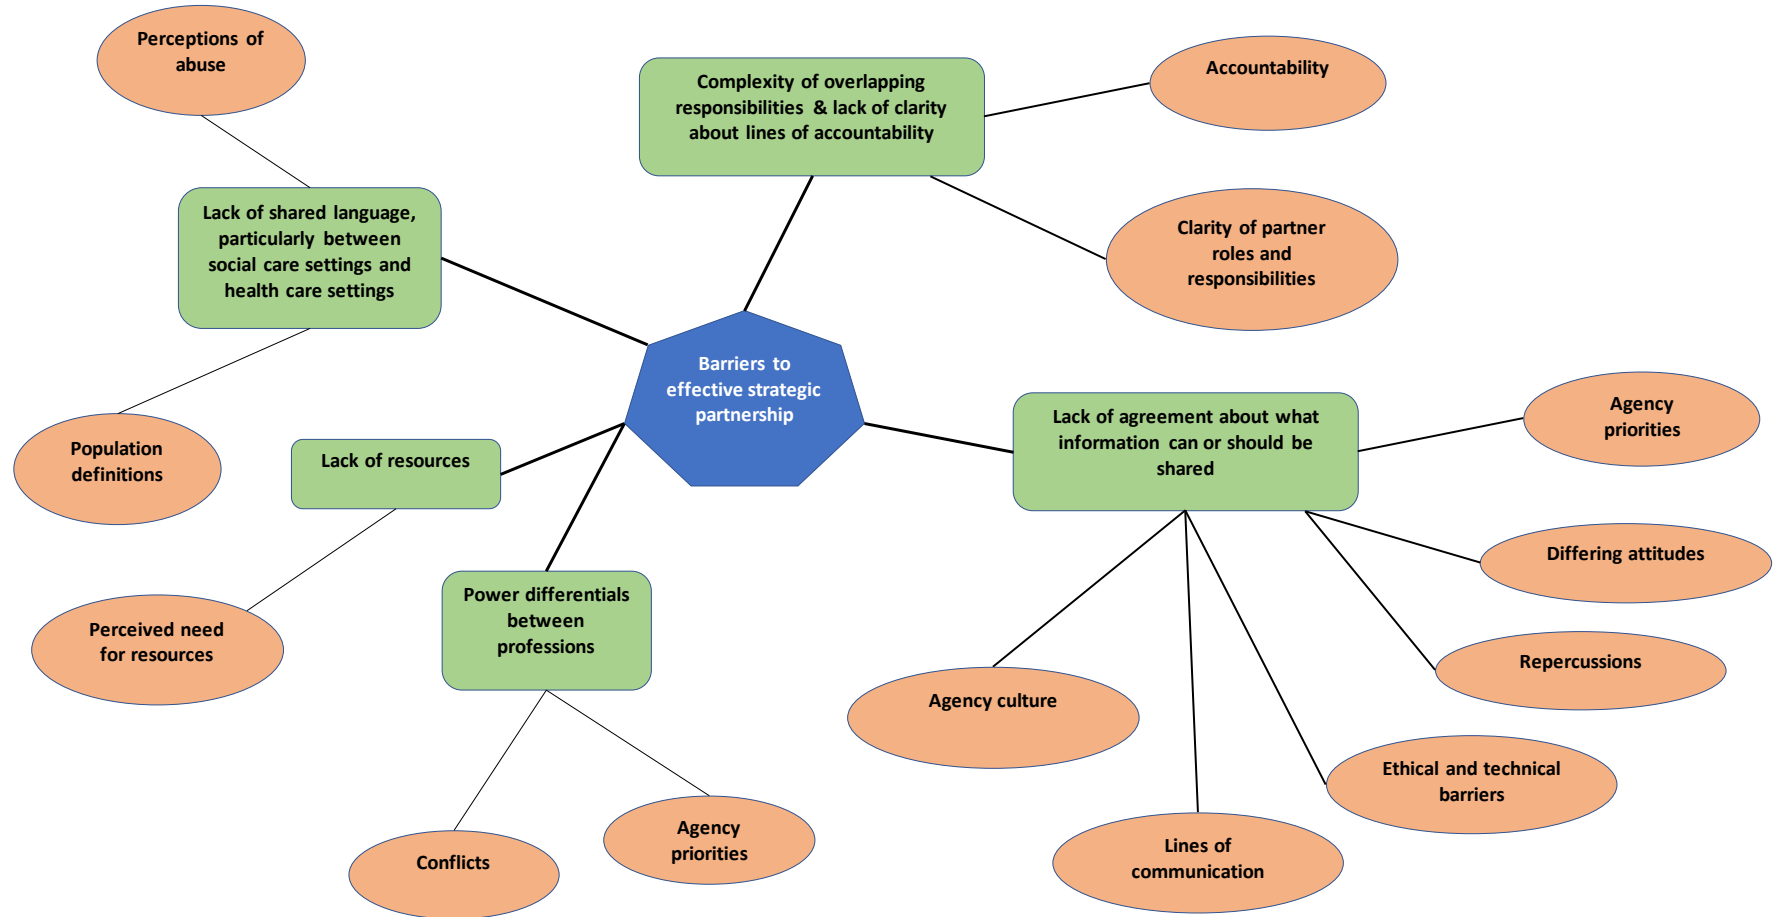 Perceptions of
abuse
Complexity of overlapping
responsibilities & lack of clarity
about lines of accountability
Accountability
Lack of shared language,
particularly between
social care settings and
health care settings
Clarity of partner
roles and
responsibilities
Barriers to
effective strategic
partnership
Population
definitions
Lack of resources
Lack of agreement about what
information can or should be
shared
Agency
priorities
Differing attitudes
Perceived need
for resources
Power differentials
between
professions
Repercussions
Agency culture
Ethical and technical
barriers
Conflicts
Agency
priorities
Lines of
communication